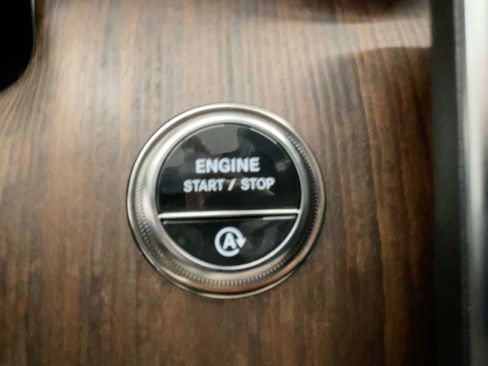 ENGINE
START / STOP
A